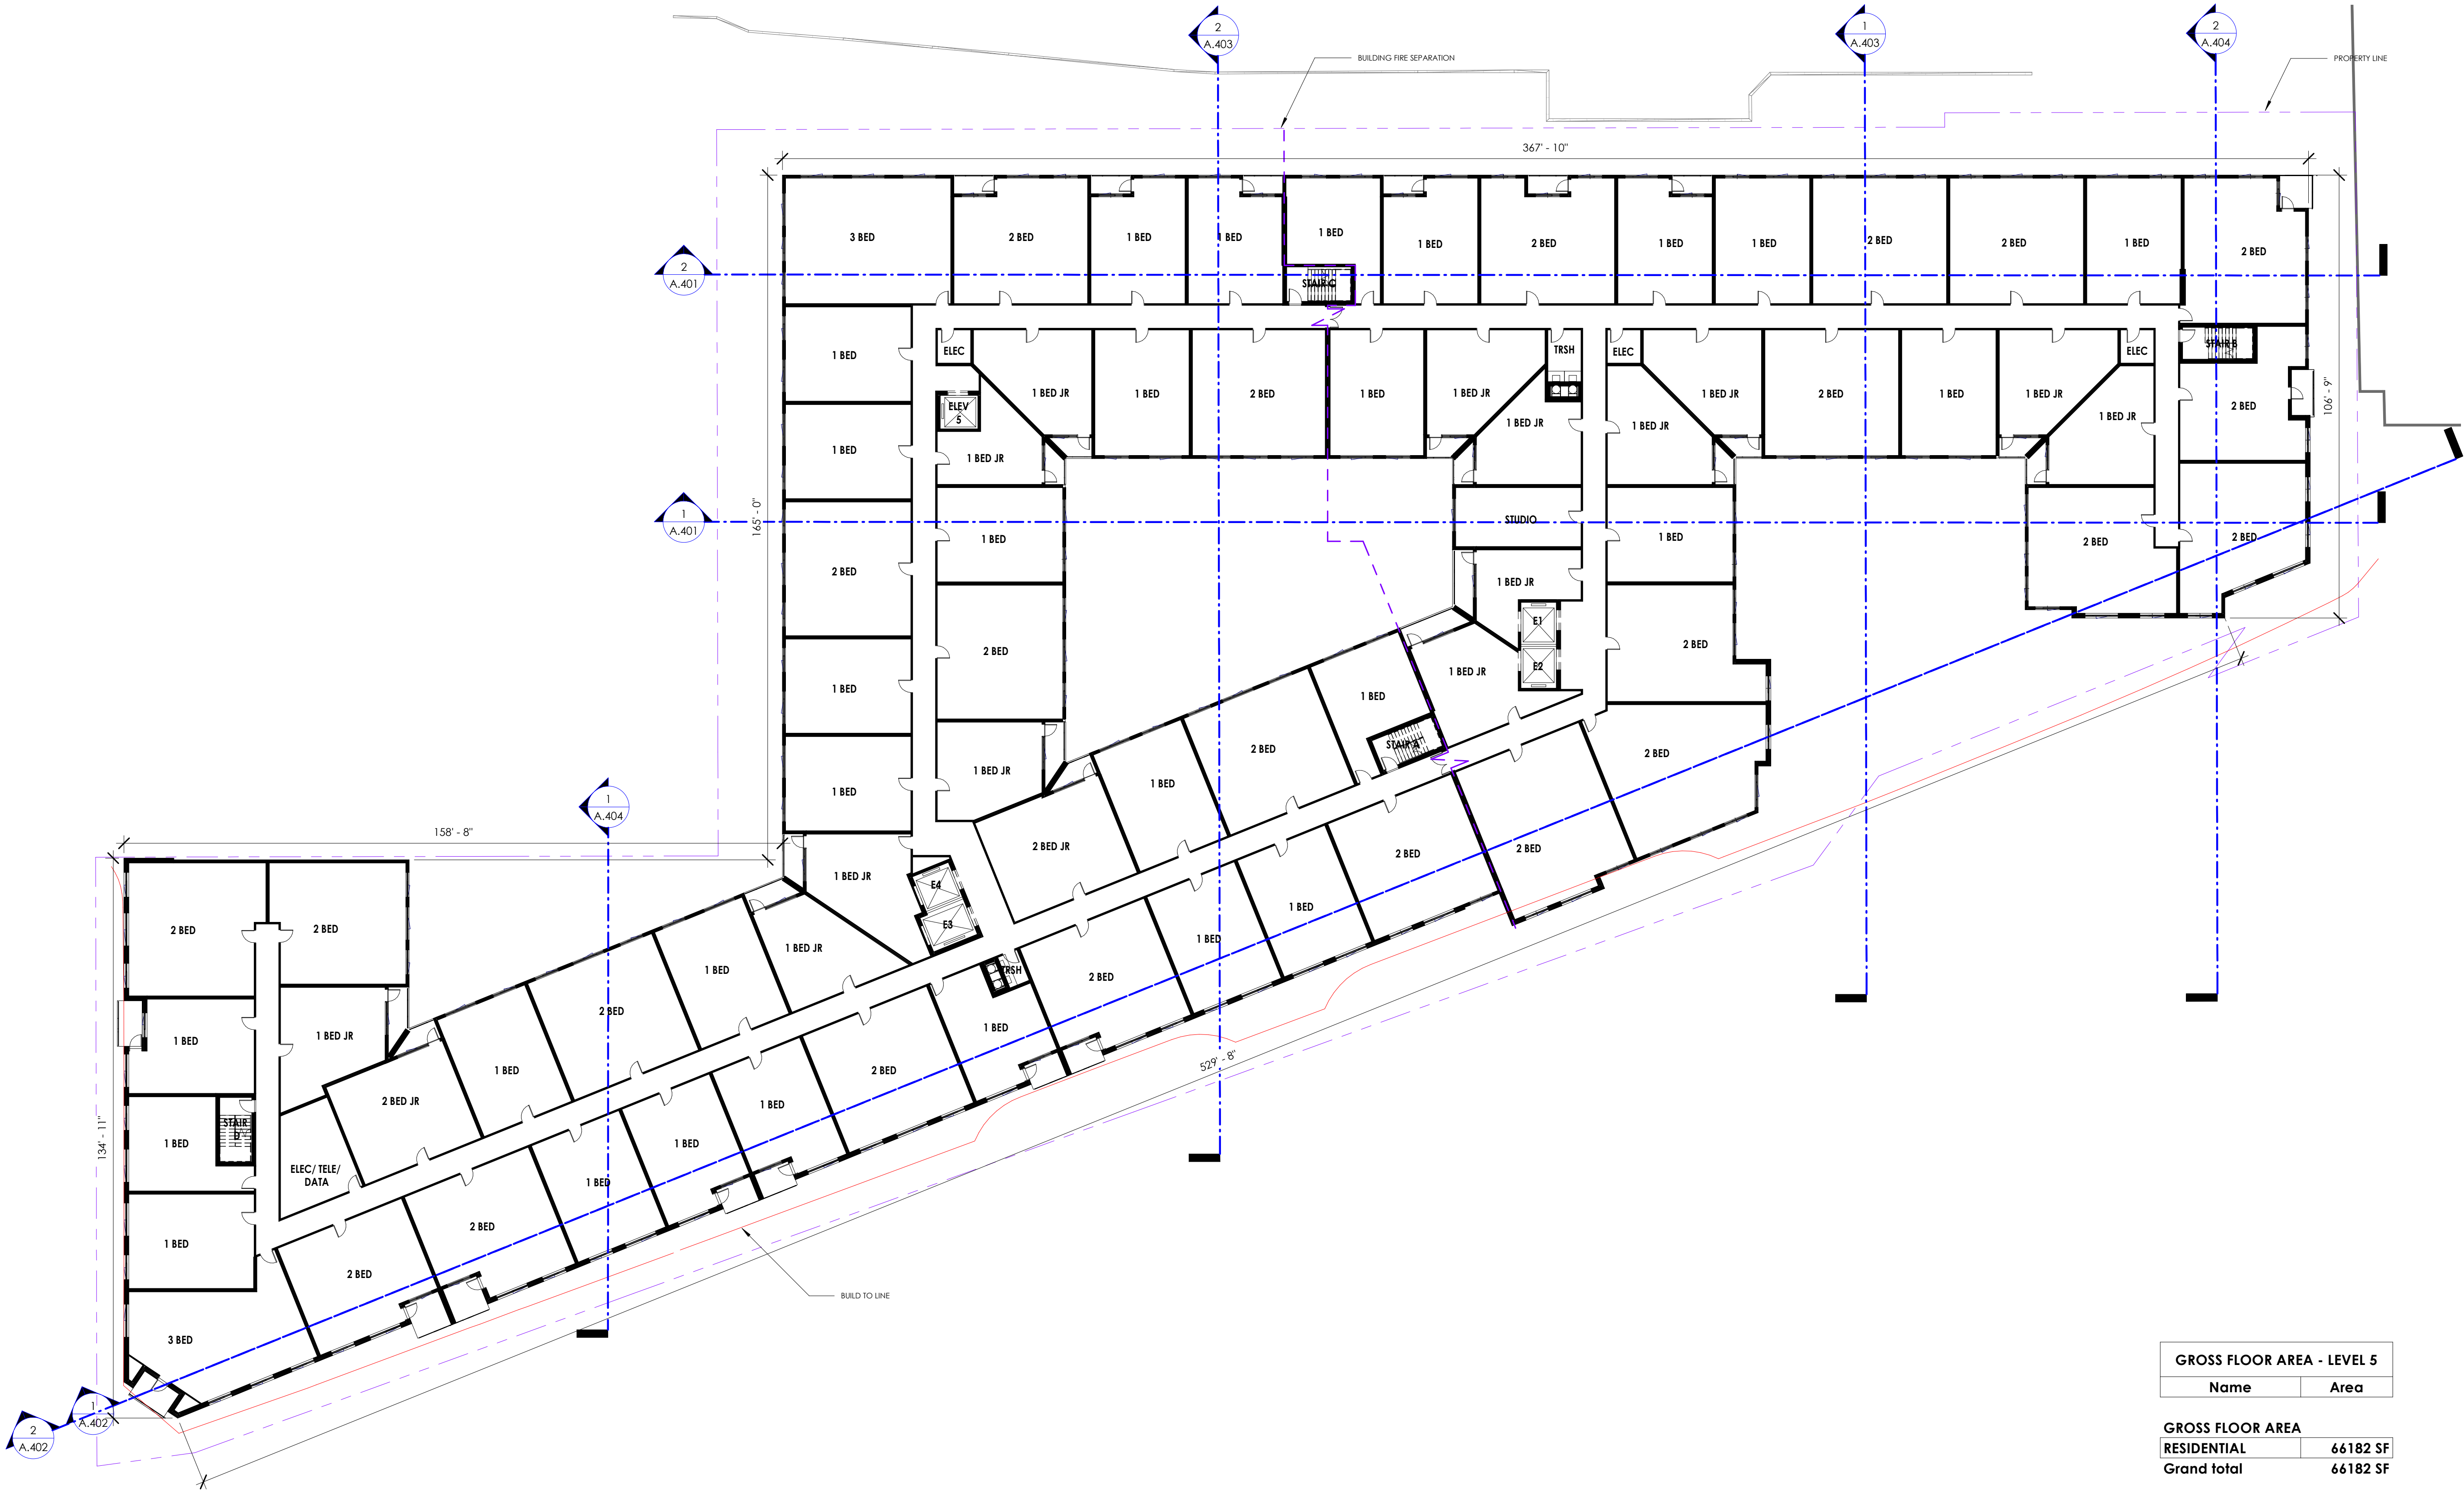 2
A.403
1
A.403
2
A.404
BUILDING FIRE SEPARATION
PROPERTY LINE
367' - 10"
3 BED
2 BED
1 BED
1 BED
1 BED
1 BED
2 BED
1 BED
1 BED
2 BED
2 BED
1 BED
2 BED
2
A.401
STAIR C
STAIR B
1 BED
ELEC
TRSH
ELEC
ELEC
1 BED JR
1 BED
2 BED
1 BED
1 BED JR
1 BED JR
2 BED
1 BED
1 BED JR
ELEV
5
2 BED
106' - 9"
1 BED JR
1 BED JR
1 BED JR
1 BED
1 BED JR
165' - 0"
1
A.401
STUDIO
1 BED
1 BED
2 BED
2 BED
2 BED
1 BED JR
E1
2 BED
2 BED
E2
1 BED JR
1 BED
1 BED
STAIR A
2 BED
2 BED
1 BED JR
1 BED
1 BED
1
A.404
158' - 8"
2 BED JR
2 BED
2 BED
1 BED JR
E4
1 BED
E3
2 BED
2 BED
1 BED JR
1 BED
1 BED
TRSH
2 BED
2 BED
1 BED
1 BED JR
1 BED
529' - 8"
1 BED
2 BED
2 BED JR
1 BED
STAIR
D
1 BED
1 BED
134' - 11"
ELEC/ TELE/
DATA
1 BED
2 BED
1 BED
2 BED
BUILD TO LINE
3 BED
1
A.402
2
A.402
GROSS FLOOR AREA - LEVEL 5
Name Area
GROSS FLOOR AREA
RESIDENTIAL 66182 SF
Grand total 66182 SF